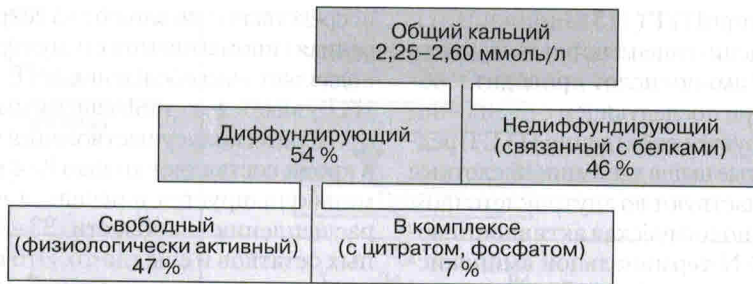 Общий кальций
2,25–2,60 ммоль/л
Диффундирующий
54 %
Недиффундирующий
(связанный с белками)
46 %
Свободный
(физиологически активный)
47 %
В комплексе
(с цитратом, фосфатом)
7 %